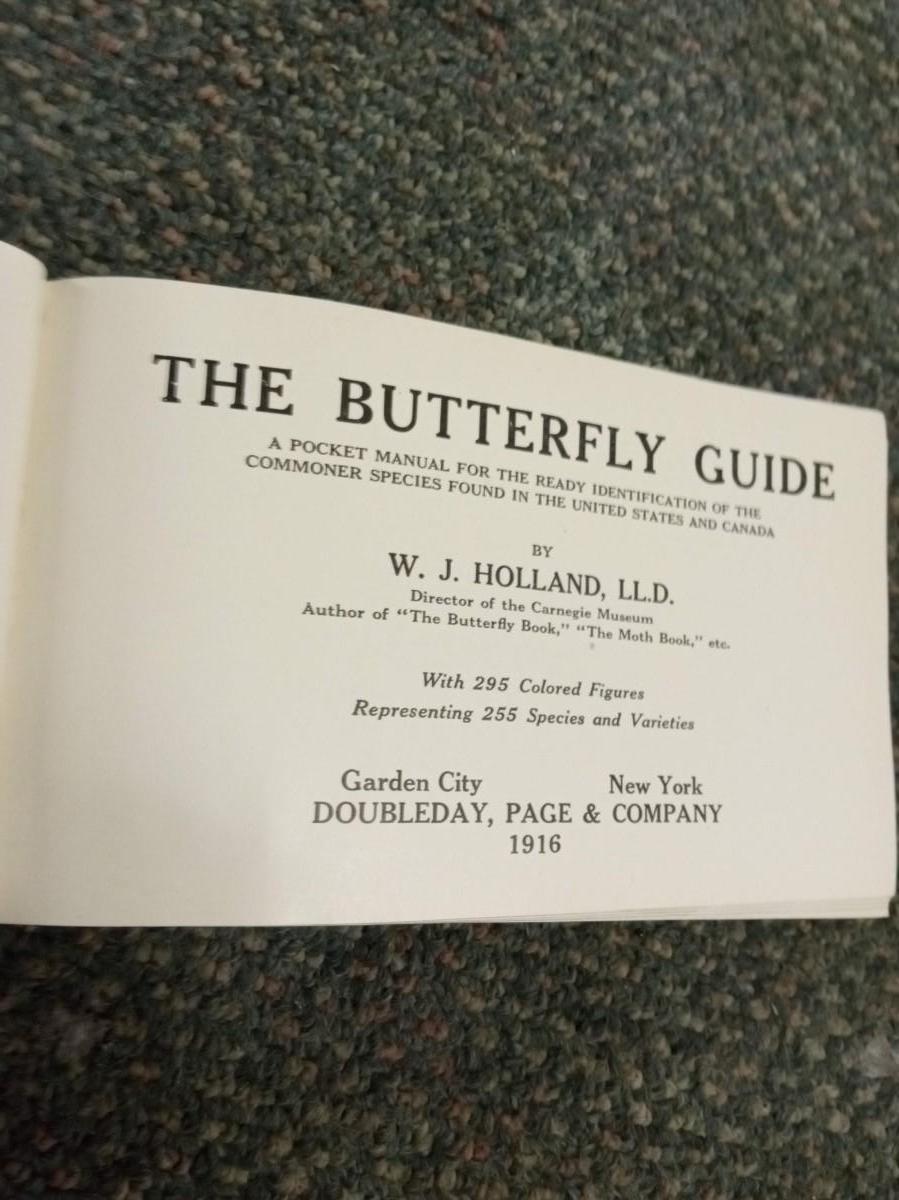 THE BUTTERFLY GUIDE
A POCKET MANUAL FOR THE READY IDENTIFICATION OF THE
COMMONER SPECIES FOUND IN THE UNITED STATES AND CANADA
BY
W. J. HOLLAND, LL.D.
Director of the Carnegie Museum
Author of “The Butterfly Book,” “The Moth Book,” etc.
With 295 Colored Figures
Representing 255 Species and Varieties
Garden City New York
DOUBLEDAY, PAGE & COMPANY
1916